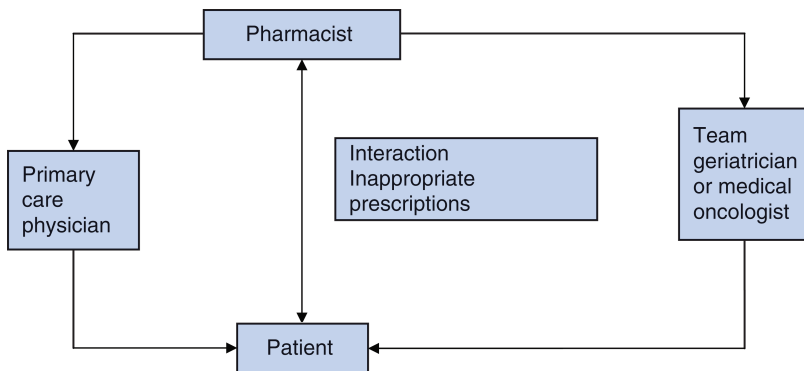 Pharmacist
Primary
care
physician
Interaction
Inappropriate
prescriptions
Team
geriatrician
or medical
oncologist
Patient